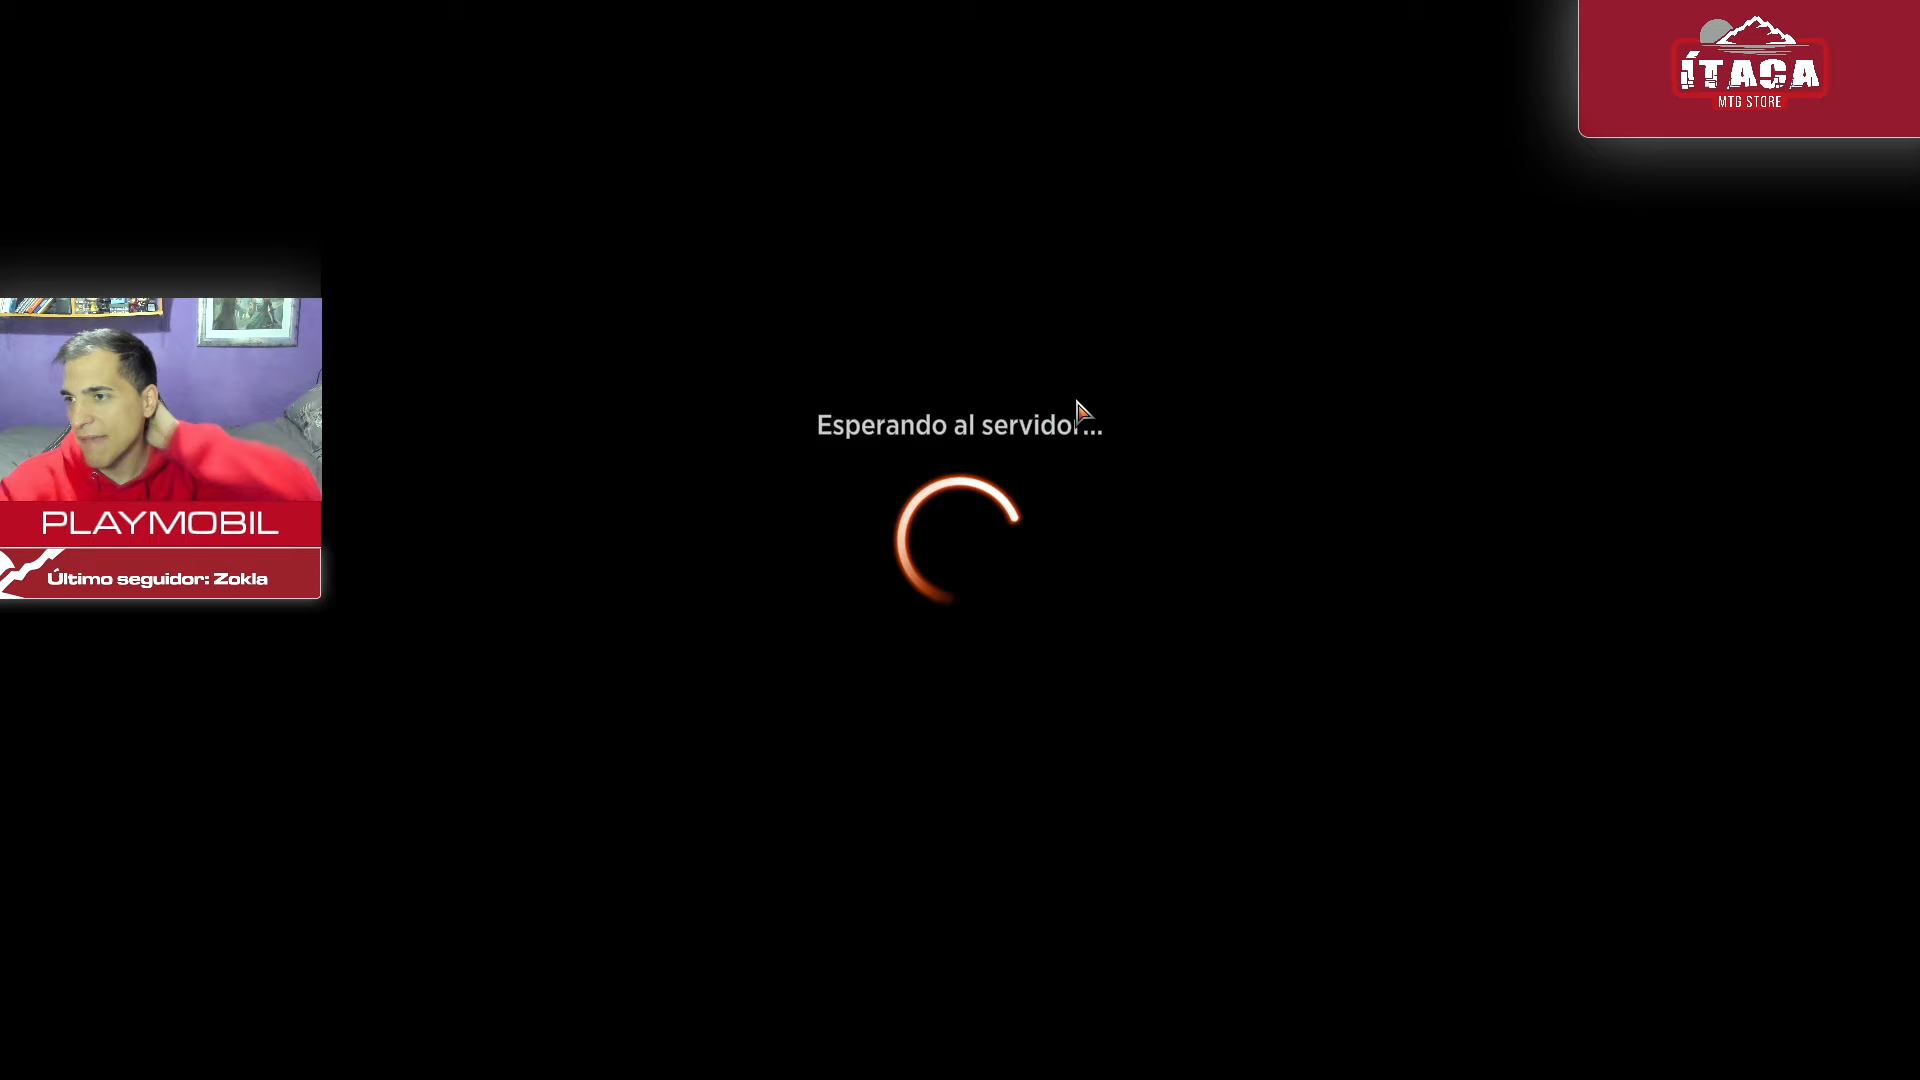 ÍTACA
MTG STORE
Esperando al servidor...
PLAYMOBIL
Último seguidor: Zokla